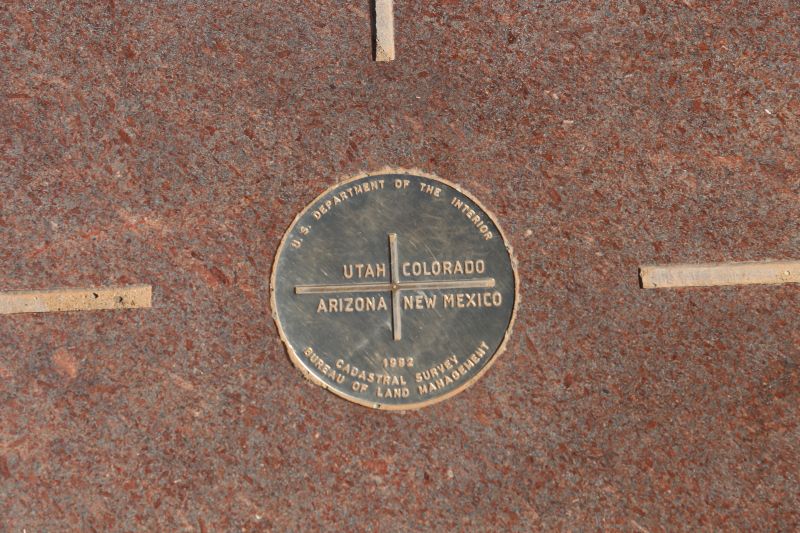 U. S. DEPARTMENT OF THE INTERIOR
UTAH COLORADO
ARIZONA NEW MEXICO
1992
CADASTRAL SURVEY
BUREAU OF LAND MANAGEMENT